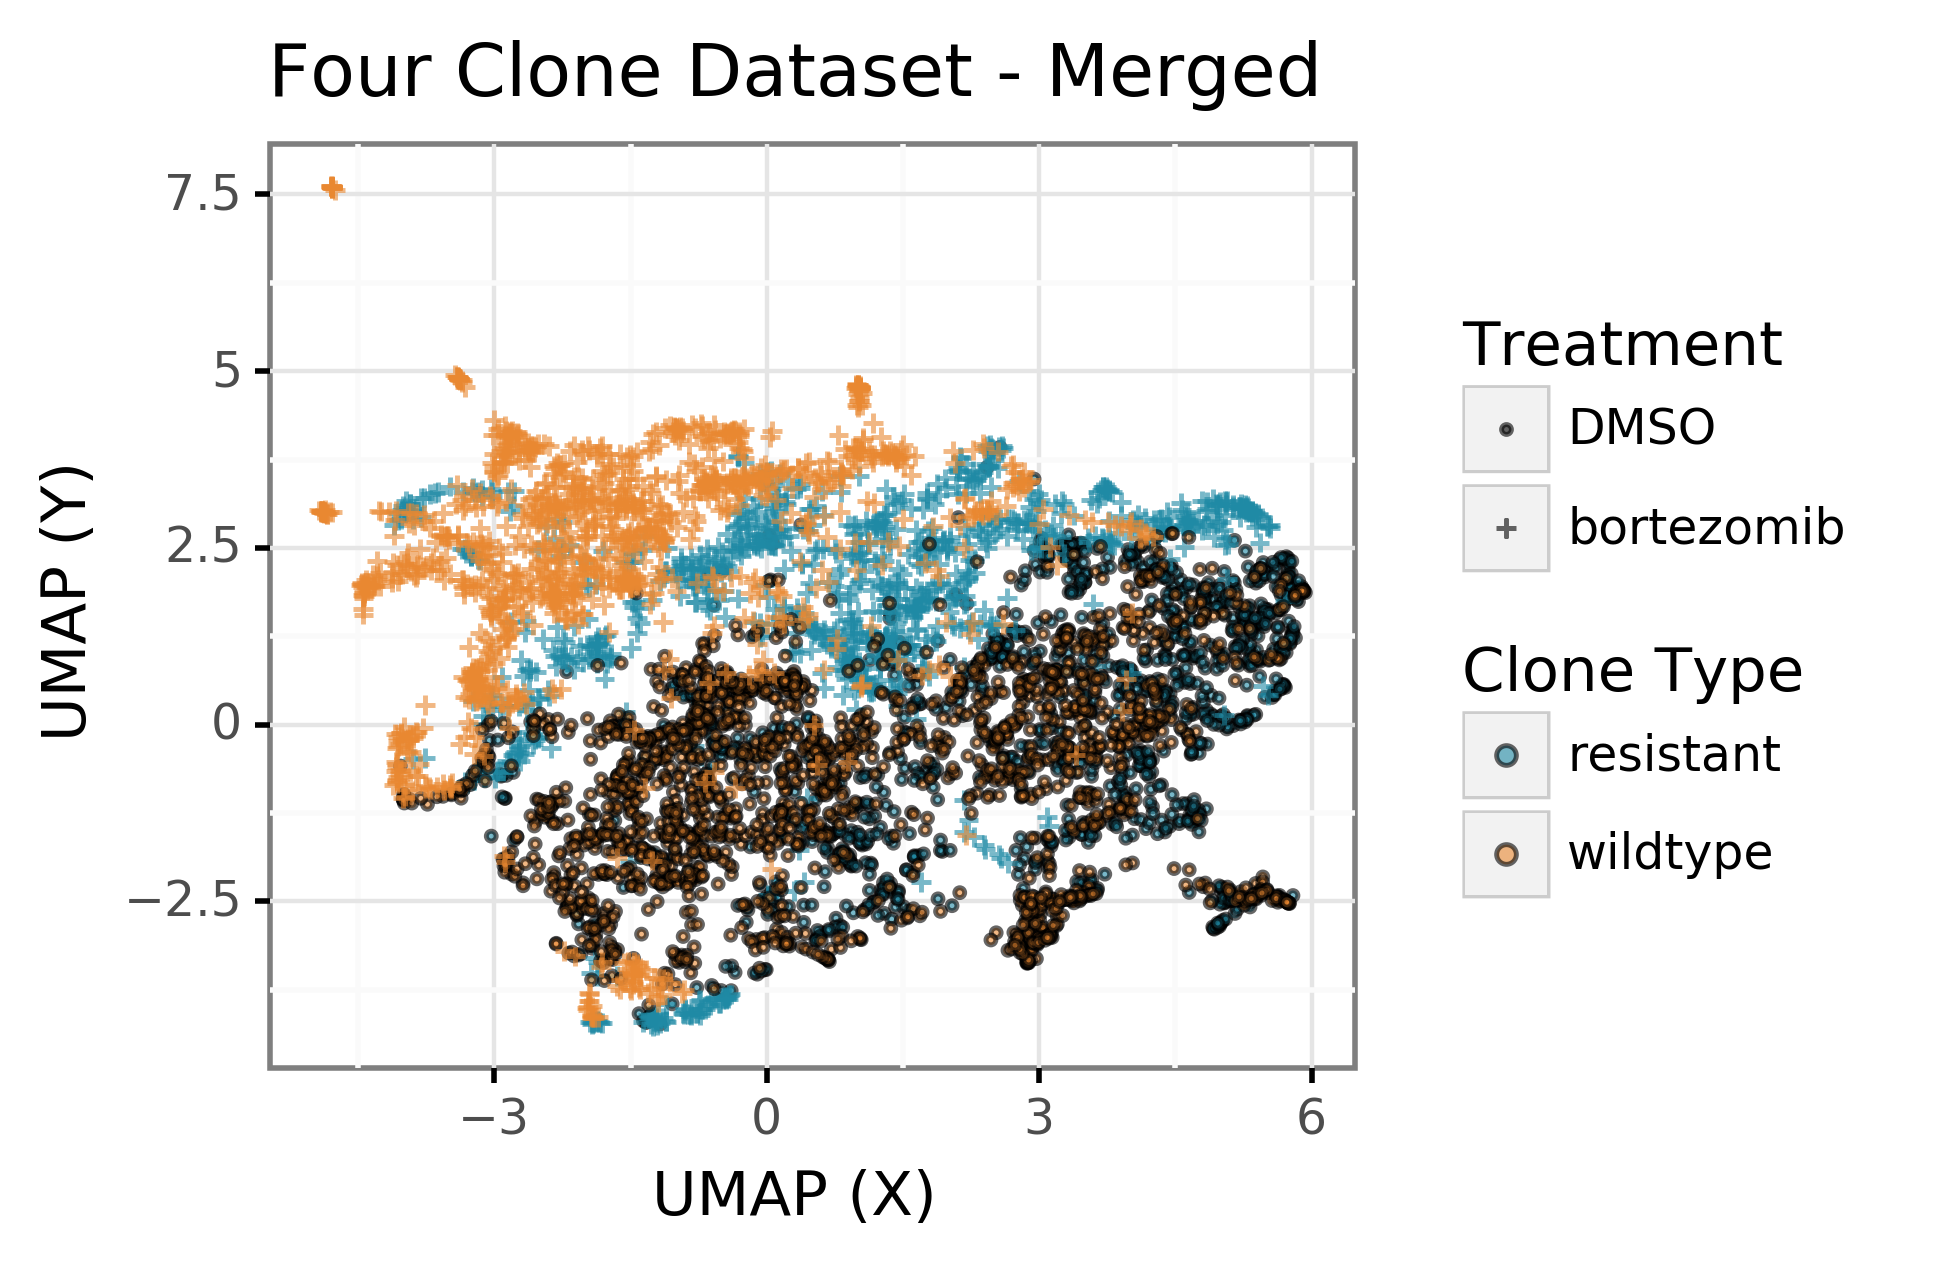 Four Clone Dataset - Merged
7.5
5
2.5
0
−2.5
UMAP (Y)
−3
0
3
6
UMAP (X)
Treatment
DMSO
bortezomib
Clone Type
resistant
wildtype